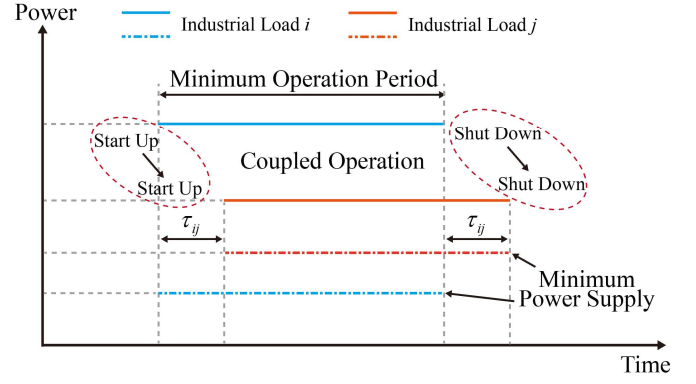 Power
Industrial Load i
Industrial Load j
Minimum Operation Period
Start Up
Start Up
Coupled Operation
Shut Down
Shut Down
τij
τij
Minimum
Power Supply
Time